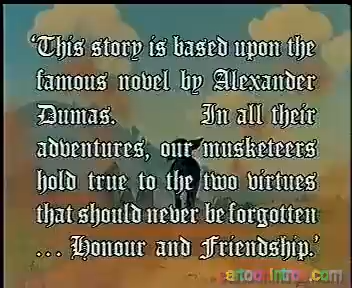 'This story is based upon the
famous novel by Alexander
Dumas. In all their
adventures, our musketeers
hold true to the two virtues
that should never be forgotten
... Honour and Friendship.'
cartoonintros.com